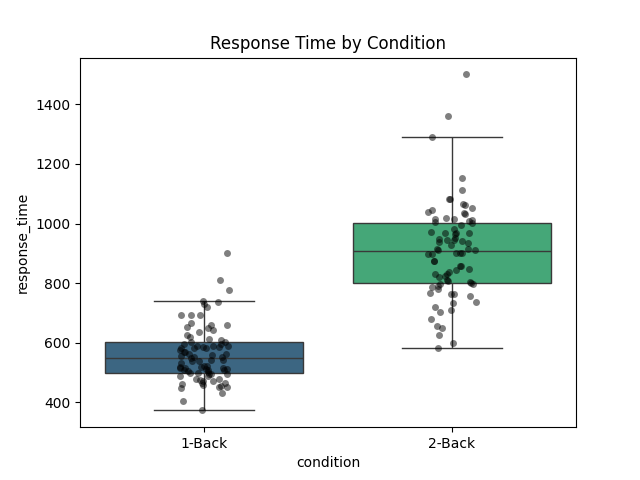 Response Time by Condition
response_time
1400
1200
1000
800
600
400
1-Back
2-Back
condition